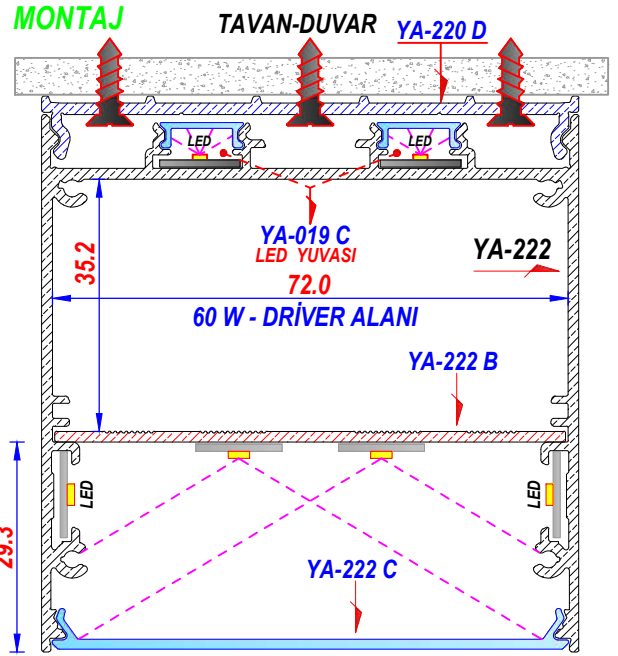 MONTAJ
TAVAN-DUVAR
YA-220 D
LED
LED
YA-019 C
LED YUVASI
YA-222
35.2
72.0
60 W - DRİVER ALANI
YA-222 B
LED
LED
29.3
YA-222 C